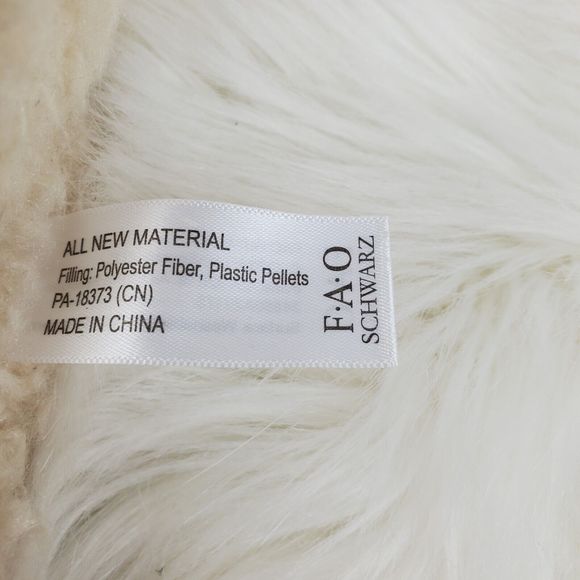 ALL NEW MATERIAL
Filling: Polyester Fiber, Plastic Pellets
PA-18373 (CN)
MADE IN CHINA
F·A·O
SCHWARZ